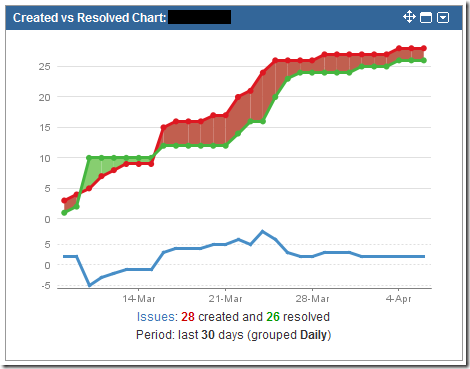 Created vs Resolved Chart:
25
20
15
10
5
0
5
0
-5
14-Mar 21-Mar 28-Mar 4-Apr
Issues: 28 created and 26 resolved
Period: last 30 days (grouped Daily)